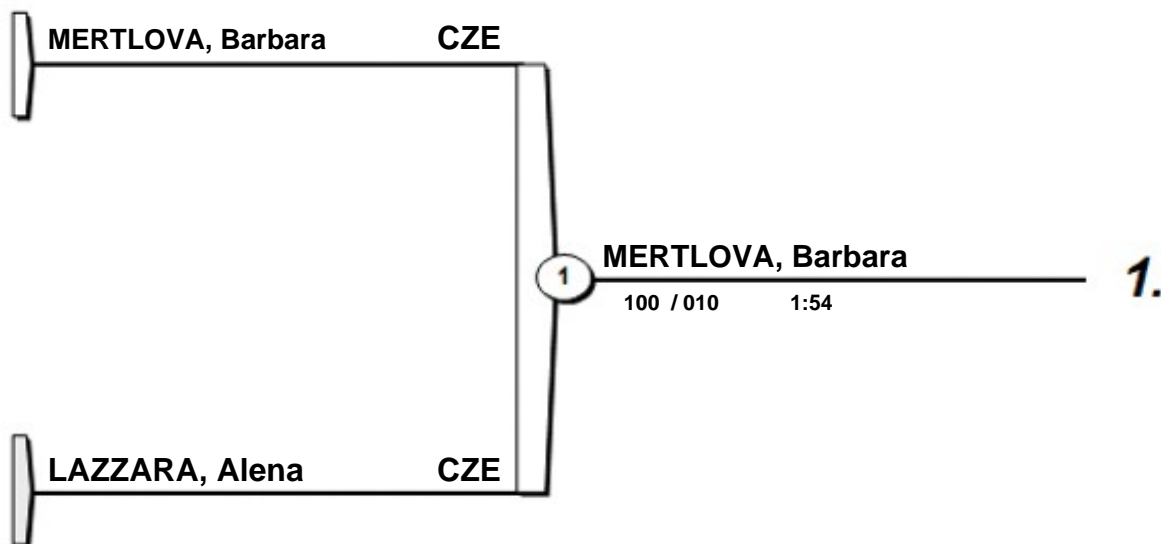 MERTLOVA, Barbara CZE
1 MERTLOVA, Barbara 1.
100 / 010 1:54
LAZZARA, Alena CZE